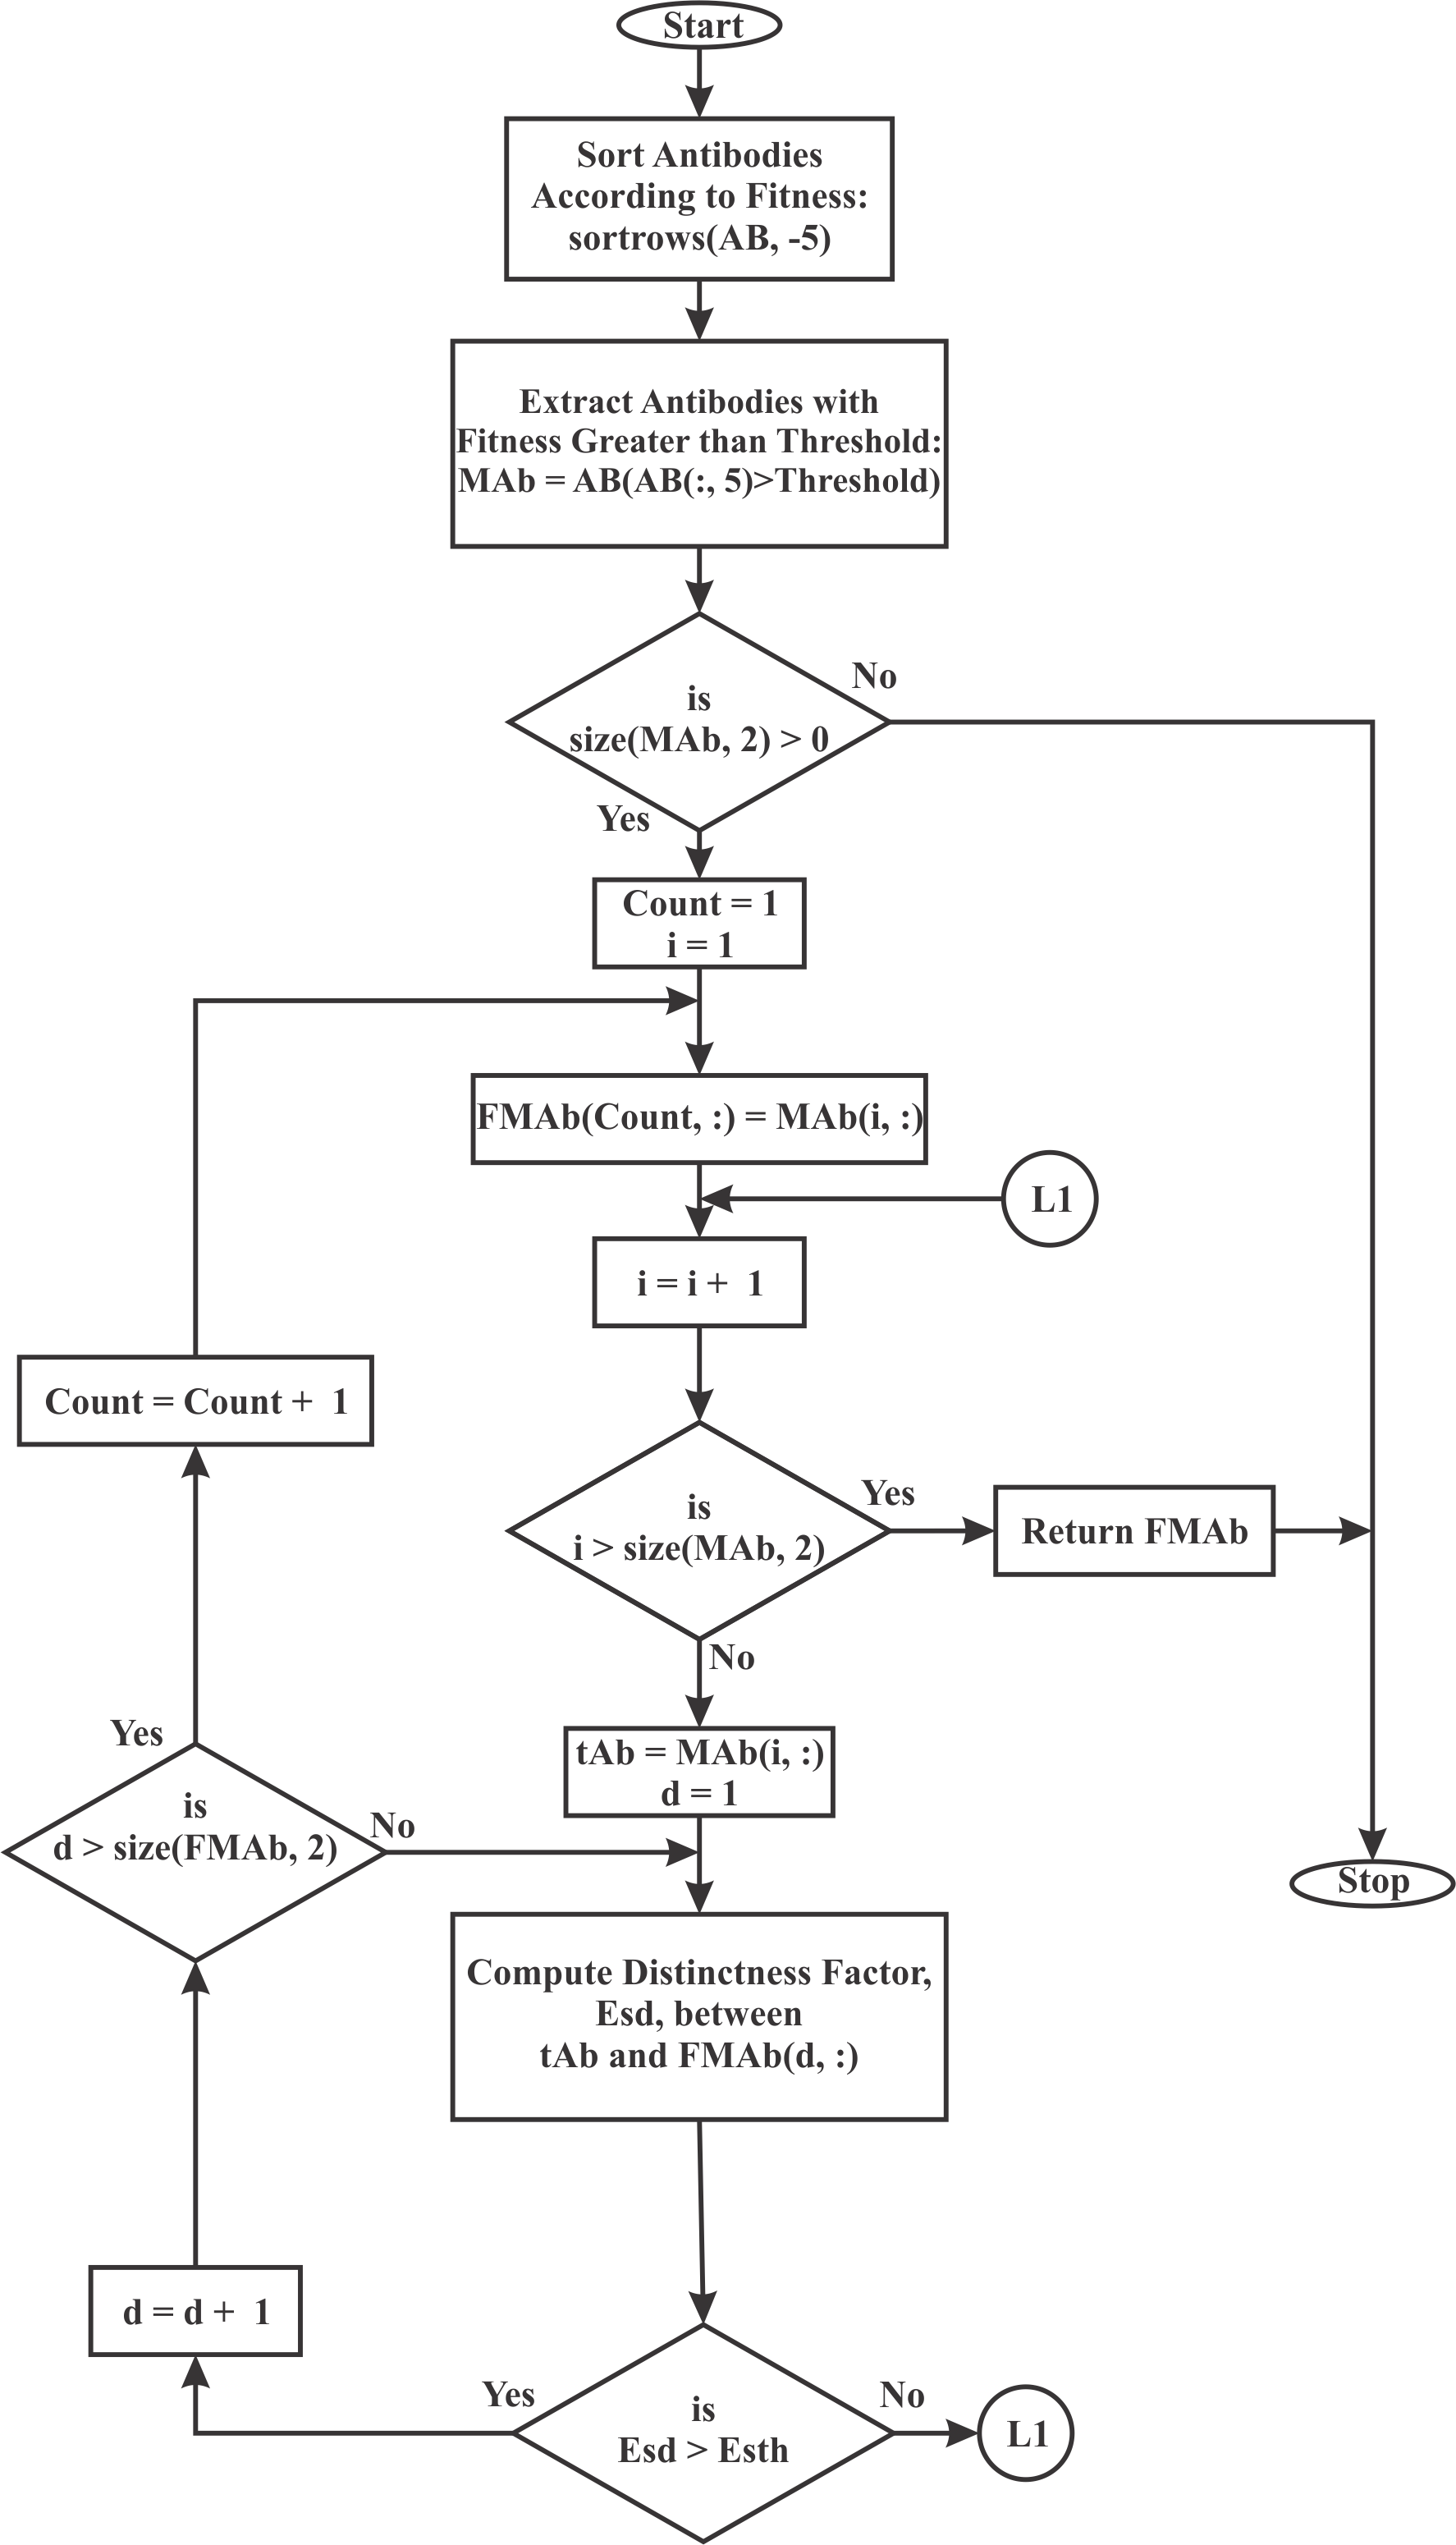 Start
Sort Antibodies
According to Fitness:
sortrows(AB, -5)
Extract Antibodies with
Fitness Greater than Threshold:
MAb = AB(AB(:, 5)>Threshold)
No
is
size(MAb, 2) > 0
Yes
Count = 1
i = 1
FMAb(Count, :) = MAb(i, :)
L1
i = i + 1
Count = Count + 1
is
i > size(MAb, 2)
Yes
Return FMAb
No
tAb = MAb(i, :)
d = 1
Yes
is
d > size(FMAb, 2)
No
Stop
Compute Distinctness Factor,
Esd, between
tAb and FMAb(d, :)
d = d + 1
Yes
is
Esd > Esth
No
L1